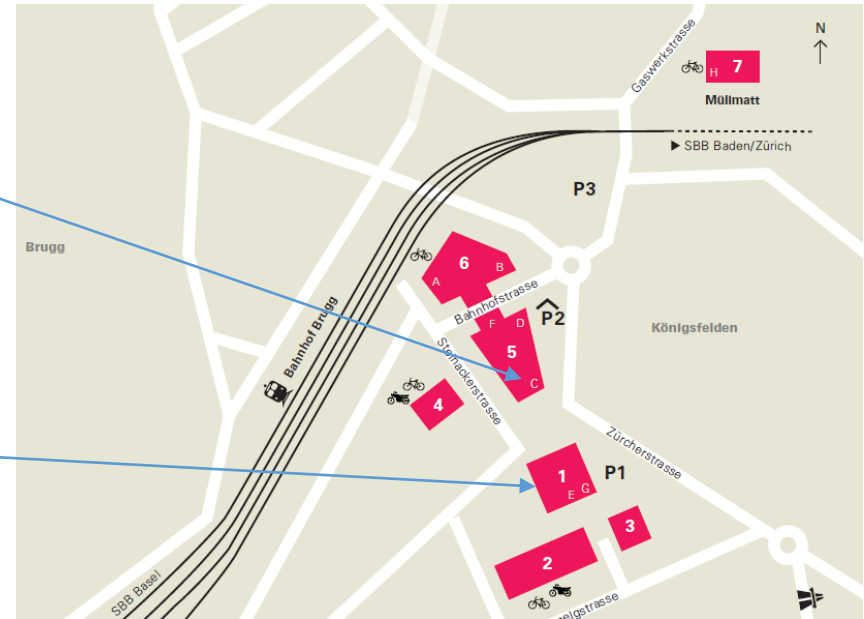 N
Gaswerkstrasse
H 7
Müllmatt
SBB Baden/Zürich
P3
Brugg
6
A
B
Bahnhofstrasse
P2
Königsfelden
F
D
5
C
Bahnhof Brugg
Steinackerstrasse
4
Zürcherstrasse
1
E
G
P1
3
2
SBB Basel
zelgstrasse